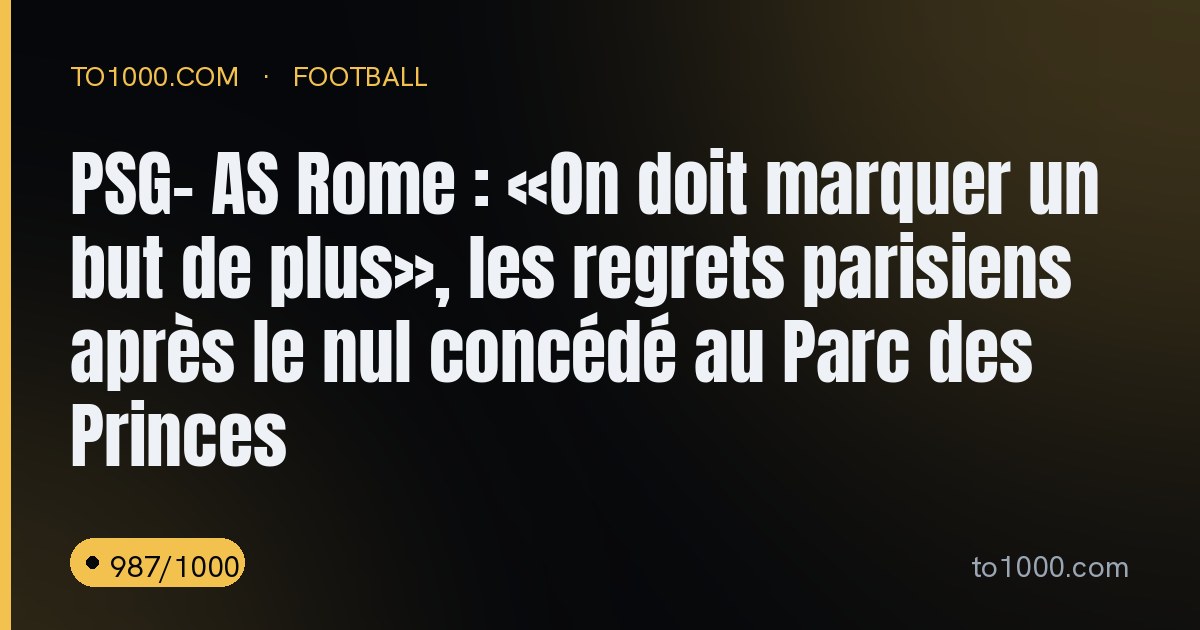 TO1000.COM · FOOTBALL
PSG- AS Rome : «On doit marquer un
but de plus», les regrets parisiens
après le nul concédé au Parc des
Princes
987/1000
to1000.com